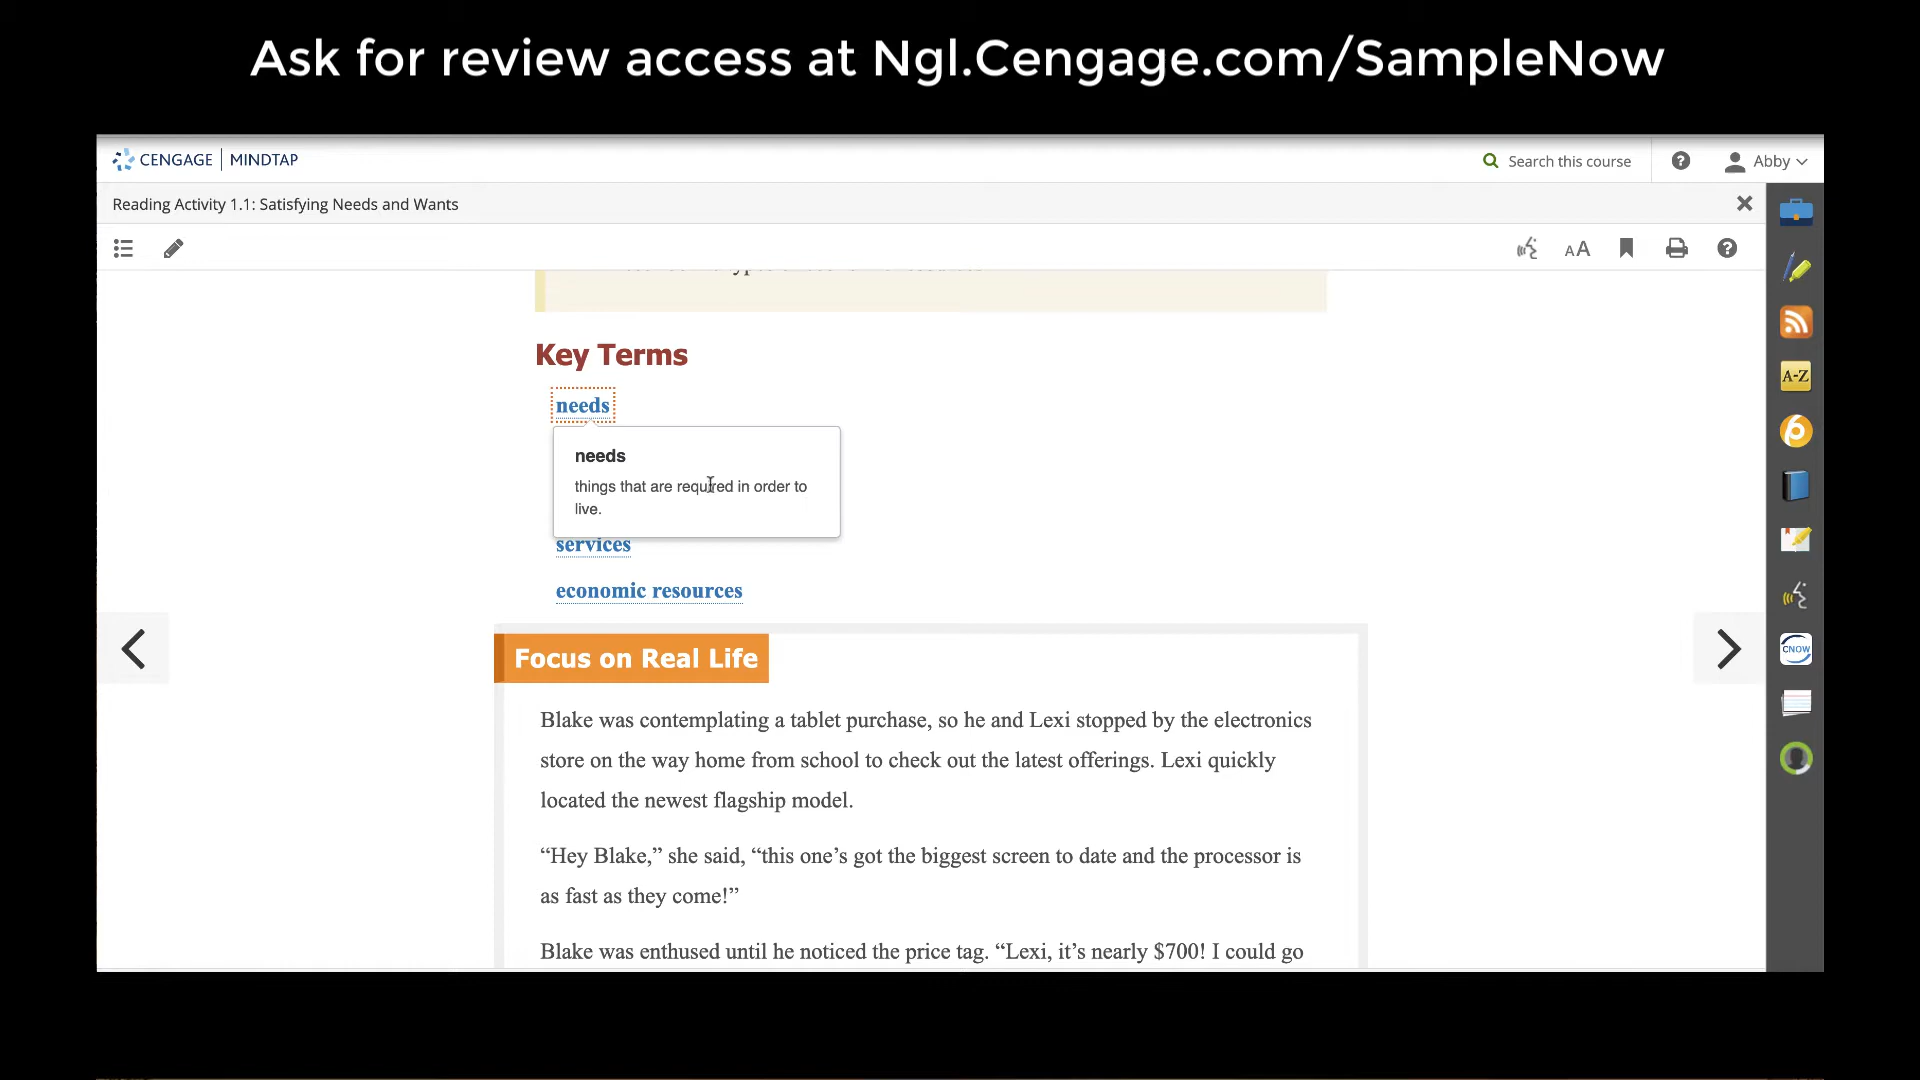 Ask for review access at Ngl.Cengage.com/SampleNow
CENGAGE | MINDTAP
Search this course
Abby
Reading Activity 1.1: Satisfying Needs and Wants
AA
Key Terms
needs
needs
things that are required in order to
live.
services
economic resources
Focus on Real Life
Blake was contemplating a tablet purchase, so he and Lexi stopped by the electronics
store on the way home from school to check out the latest offerings. Lexi quickly
located the newest flagship model.
“Hey Blake,” she said, “this one’s got the biggest screen to date and the processor is
as fast as they come!”
Blake was enthused until he noticed the price tag. “Lexi, it’s nearly $700! I could go
A-Z
CNOW